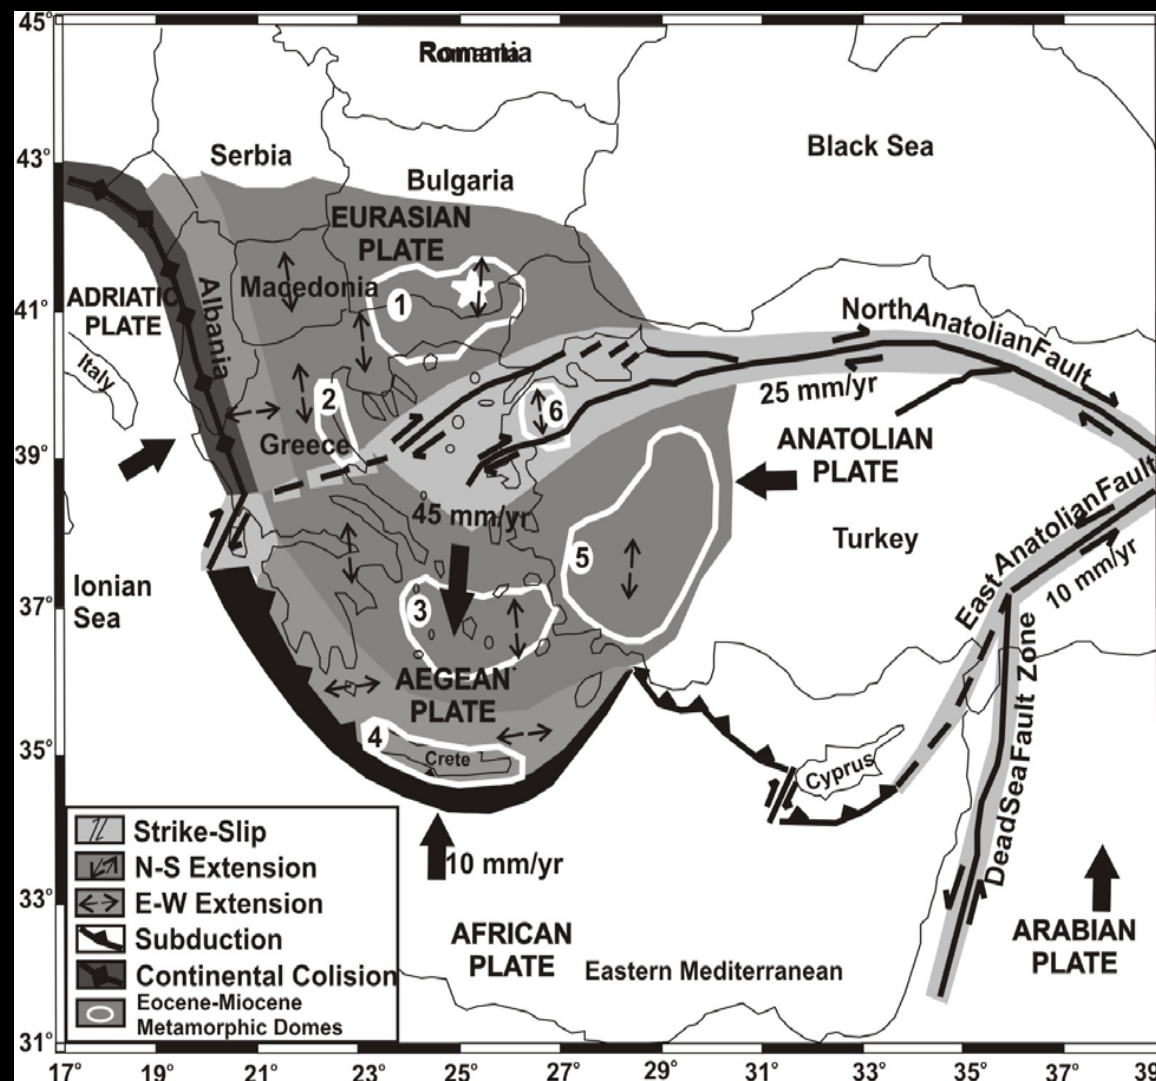 45°
43°
41°
39°
37°
35°
33°
31°
17°
19°
21°
23°
25°
27°
29°
31°
33°
35°
37°
39
Romania
Serbia
Bulgaria
Black Sea
EURASIAN
PLATE
Macedonia
Albania
ADRIATIC
PLATE
Italy
1
2
Greece
6
North Anatolian Fault
25 mm/yr
ANATOLIAN
PLATE
Turkey
45 mm/yr
5
3
East Anatolian Fault
10 mm/yr
Ionian
Sea
AEGEAN
PLATE
4
Crete
Cyprus
Dead Sea Fault Zone
10 mm/yr
AFRICAN
PLATE
Eastern Mediterranean
ARABIAN
PLATE
Strike-Slip
N-S Extension
E-W Extension
Subduction
Continental Colision
Eocene-Miocene
Metamorphic Domes